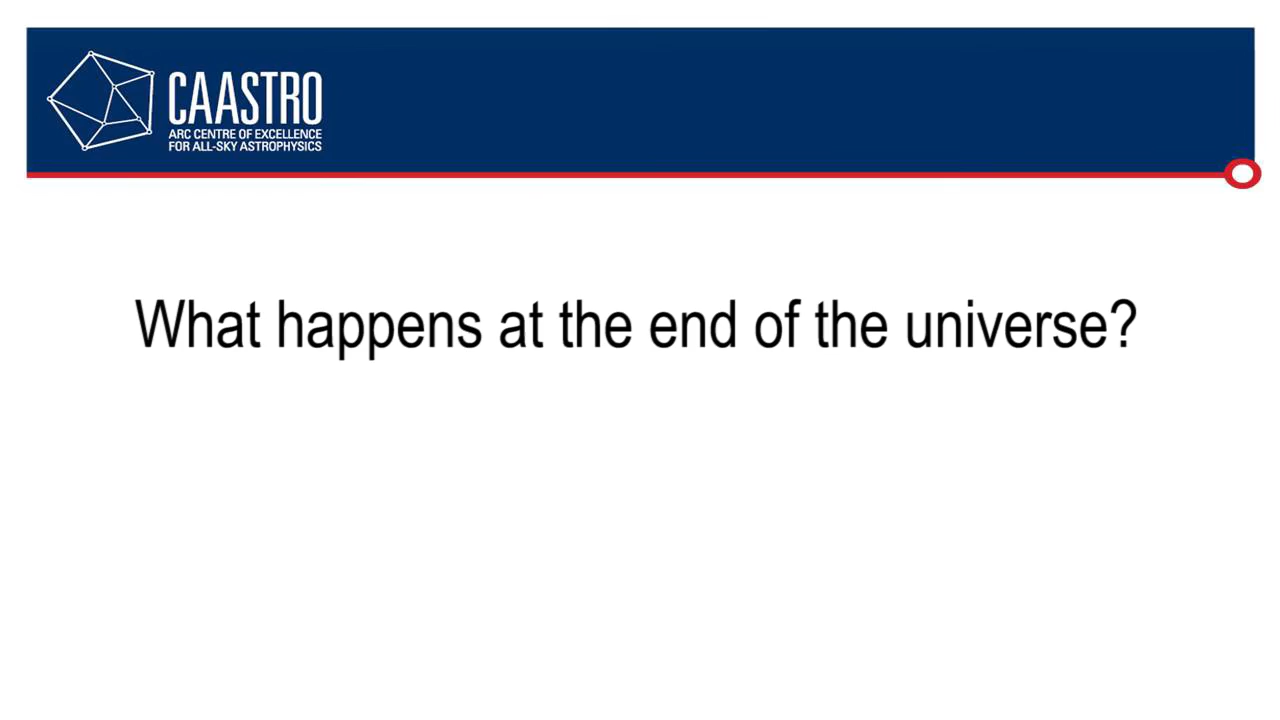 CAASTRO
ARC CENTRE OF EXCELLENCE
FOR ALL-SKY ASTROPHYSICS
What happens at the end of the universe?